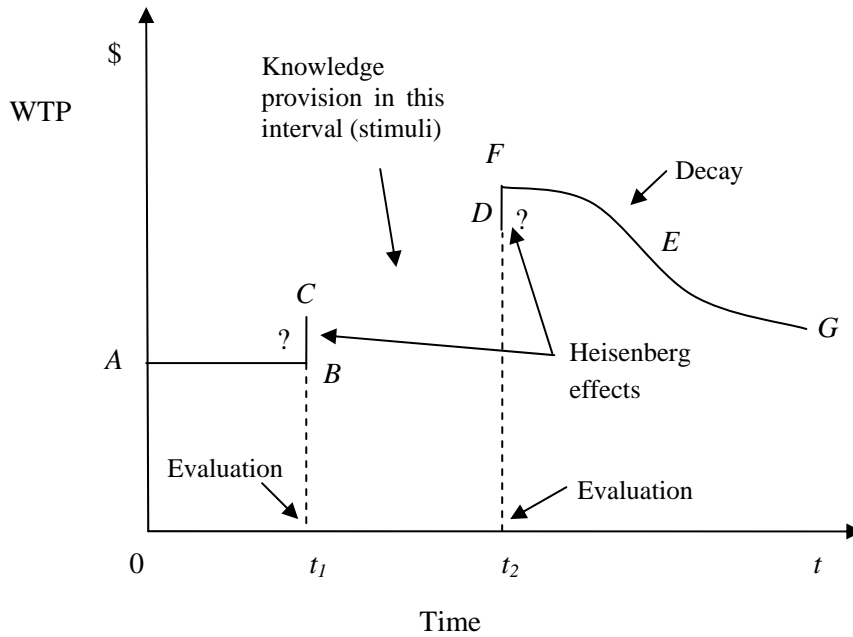 $
WTP
Knowledge
provision in this
interval (stimuli)
F
Decay
D
?
E
C
?
G
A
B
Heisenberg
effects
Evaluation
Evaluation
0
t1
t2
t
Time